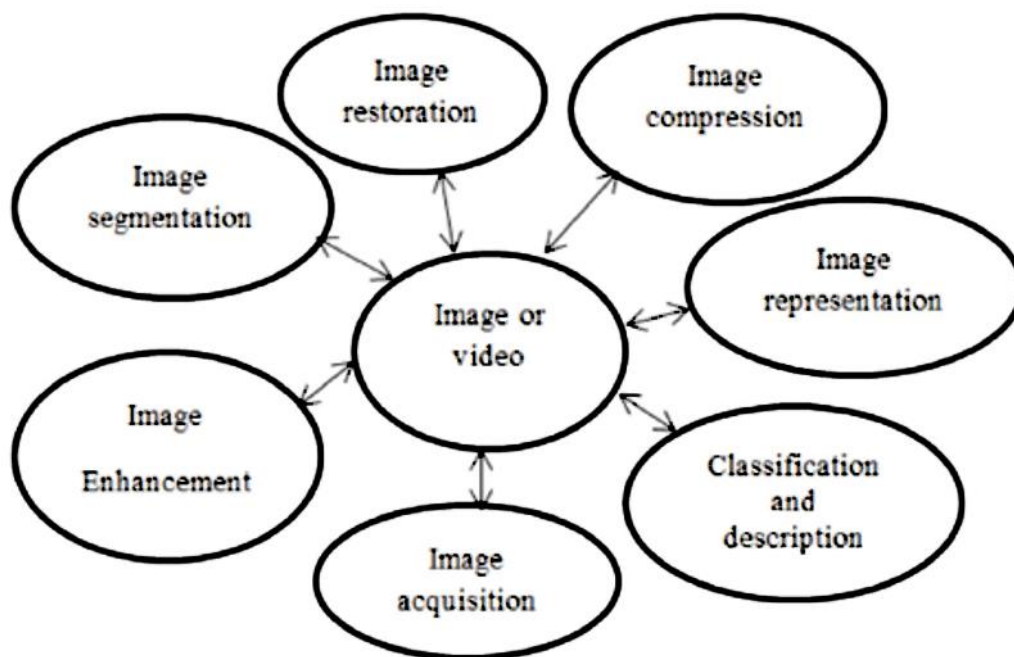 Image
restoration
Image
compression
Image
segmentation
Image
representation
Image or
video
Image
Enhancement
Classification
and
description
Image
acquisition